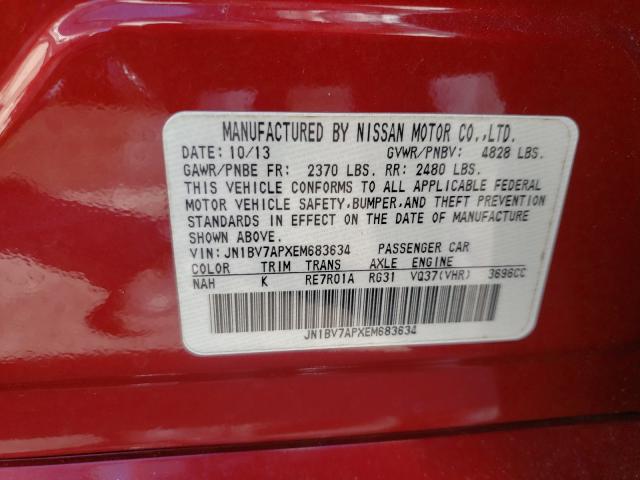 MANUFACTURED BY NISSAN MOTOR CO.,LTD.
DATE: 10/13 GVWR/PNBV: 4828 LBS.
GAWR/PNBE FR: 2370 LBS. RR: 2480 LBS.
THIS VEHICLE CONFORMS TO ALL APPLICABLE FEDERAL
MOTOR VEHICLE SAFETY,BUMPER,AND THEFT PREVENTION
STANDARDS IN EFFECT ON THE DATE OF MANUFACTURE
SHOWN ABOVE.
VIN: JN1BV7APXEM683634 PASSENGER CAR
COLOR TRIM TRANS AXLE ENGINE
NAH K RE7R01A RG31 VQ37(VHR) 3696CC
JN1BV7APXEM683634